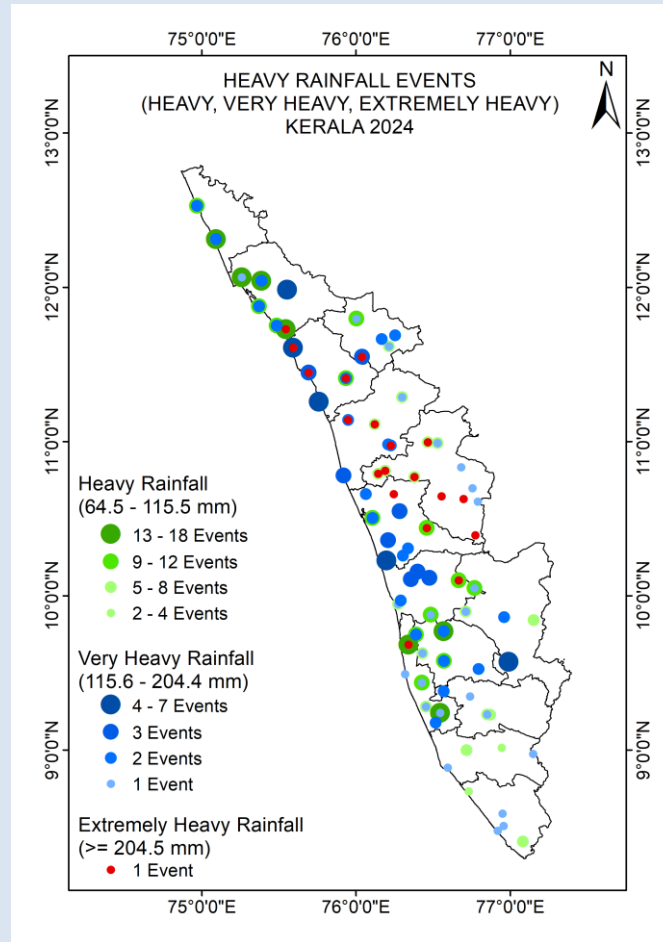 75°0'0"E 76°0'0"E 77°0'0"E
HEAVY RAINFALL EVENTS
(HEAVY, VERY HEAVY, EXTREMELY HEAVY)
KERALA 2024
N
13°0'0"N 13°0'0"N
12°0'0"N 12°0'0"N
11°0'0"N 11°0'0"N
Heavy Rainfall
(64.5 - 115.5 mm)
13 - 18 Events
9 - 12 Events
5 - 8 Events
2 - 4 Events
10°0'0"N 10°0'0"N
Very Heavy Rainfall
(115.6 - 204.4 mm)
4 - 7 Events
3 Events
2 Events
1 Event
9°0'0"N 9°0'0"N
Extremely Heavy Rainfall
(>= 204.5 mm)
1 Event
75°0'0"E 76°0'0"E 77°0'0"E